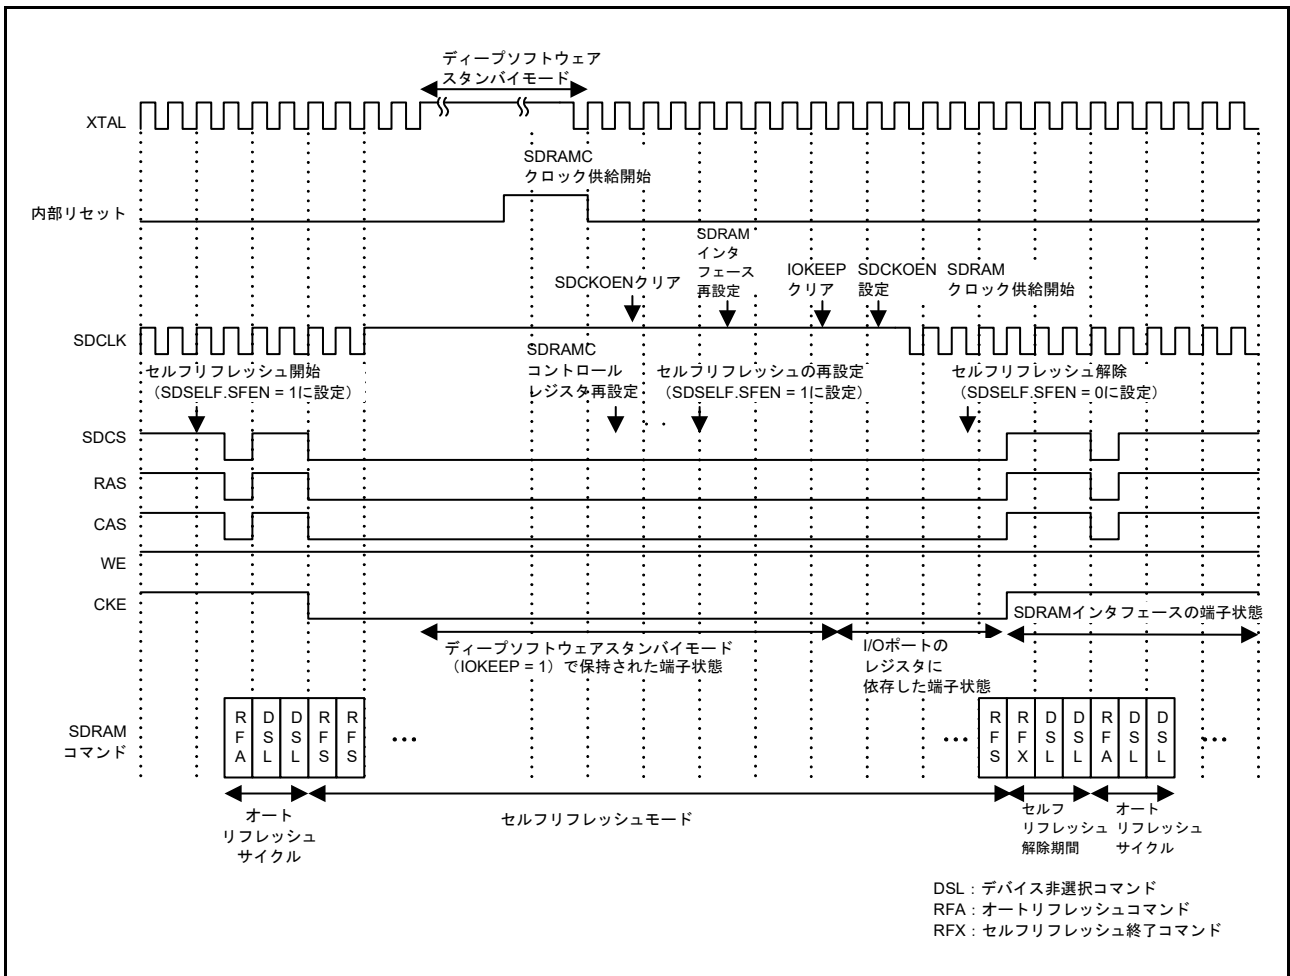 ディープソフトウェア
スタンバイモード
XTAL
SDRAMC
クロック供給開始
内部リセット
SDRAM
インタ
フェース
再設定
SDCKOENクリア
IOKEEP
クリア
SDCKOEN
設定
SDRAM
クロック供給開始
SDCLK
セルフリフレッシュ開始
（SDSELF.SFEN = 1に設定）
SDRAMC
コントロール
レジスタ再設定
セルフリフレッシュの再設定
（SDSELF.SFEN = 1に設定）
セルフリフレッシュ解除
（SDSELF.SFEN = 0に設定）
SDCS
RAS
CAS
WE
CKE
SDRAMインタフェースの端子状態
ディープソフトウェアスタンバイモード
（IOKEEP = 1）で保持された端子状態
I/Oポートの
レジスタに
依存した端子状態
SDRAM
コマンド
RFA
DSL
DSL
RFS
RFS
...
...
RFS
RFX
DSL
DSL
RFA
DSL
DSL
...
オート
リフレッシュ
サイクル
セルフリフレッシュモード
セルフ
リフレッシュ
解除期間
オート
リフレッシュ
サイクル
DSL：デバイス非選択コマンド
RFA：オートリフレッシュコマンド
RFX：セルフリフレッシュ終了コマンド